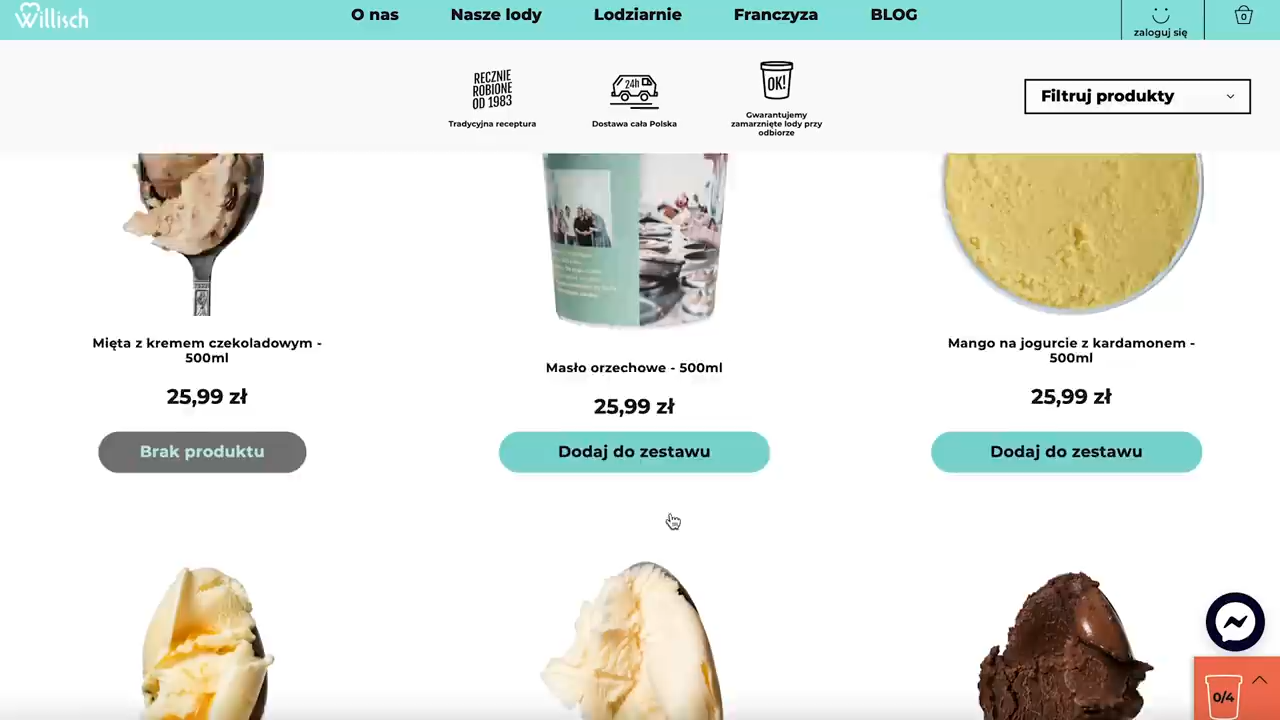 Willisch
O nas
Nasze lody
Lodziarnie
Franczyza
BLOG
zaloguj się
0
RĘCZNIE
ROBIONE
OD 1983
Tradycyjna receptura
24h
Dostawa cała Polska
OK!
Gwarantujemy
zamarznięte lody przy
odbiorze
Filtruj produkty
Mięta z kremem czekoladowym -
500ml
25,99 zł
Brak produktu
Masło orzechowe - 500ml
25,99 zł
Dodaj do zestawu
Mango na jogurcie z kardamonem -
500ml
25,99 zł
Dodaj do zestawu
0/4